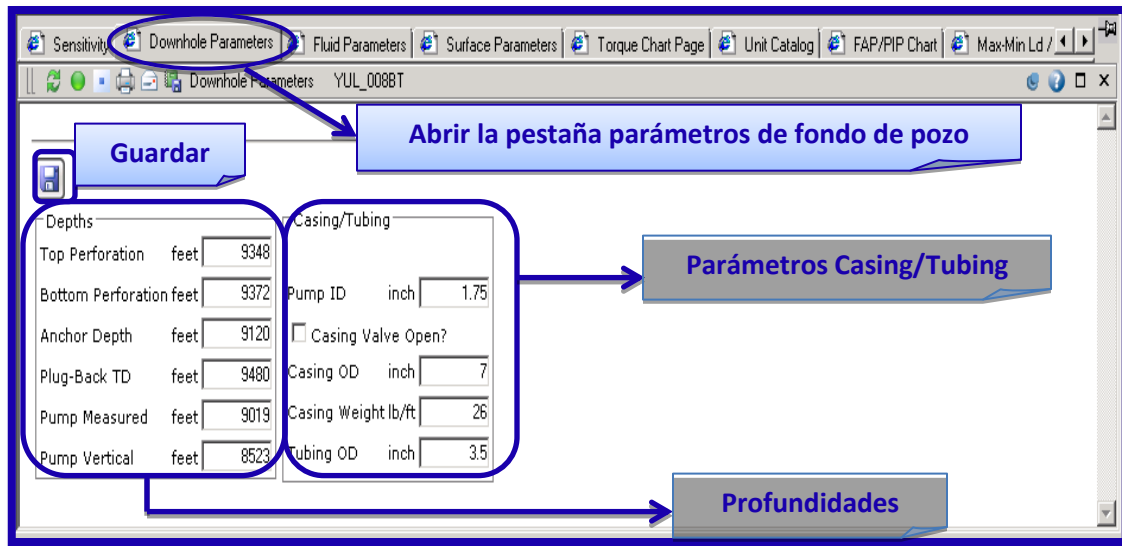 Sensitivity Downhole Parameters Fluid Parameters Surface Parameters Torque Chart Page Unit Catalog FAP/PIP Chart Max-Min Ld /
Downhole Parameters YUL_008BT
Abrir la pestaña parámetros de fondo de pozo
Guardar
Depths
Top Perforation feet 9348
Bottom Perforation feet 9372
Anchor Depth feet 9120
Plug-Back TD feet 9480
Pump Measured feet 9019
Pump Vertical feet 8523
Casing/Tubing
Pump ID inch 1.75
Casing Valve Open?
Casing OD inch 7
Casing Weight lb/ft 26
Tubing OD inch 3.5
Parámetros Casing/Tubing
Profundidades